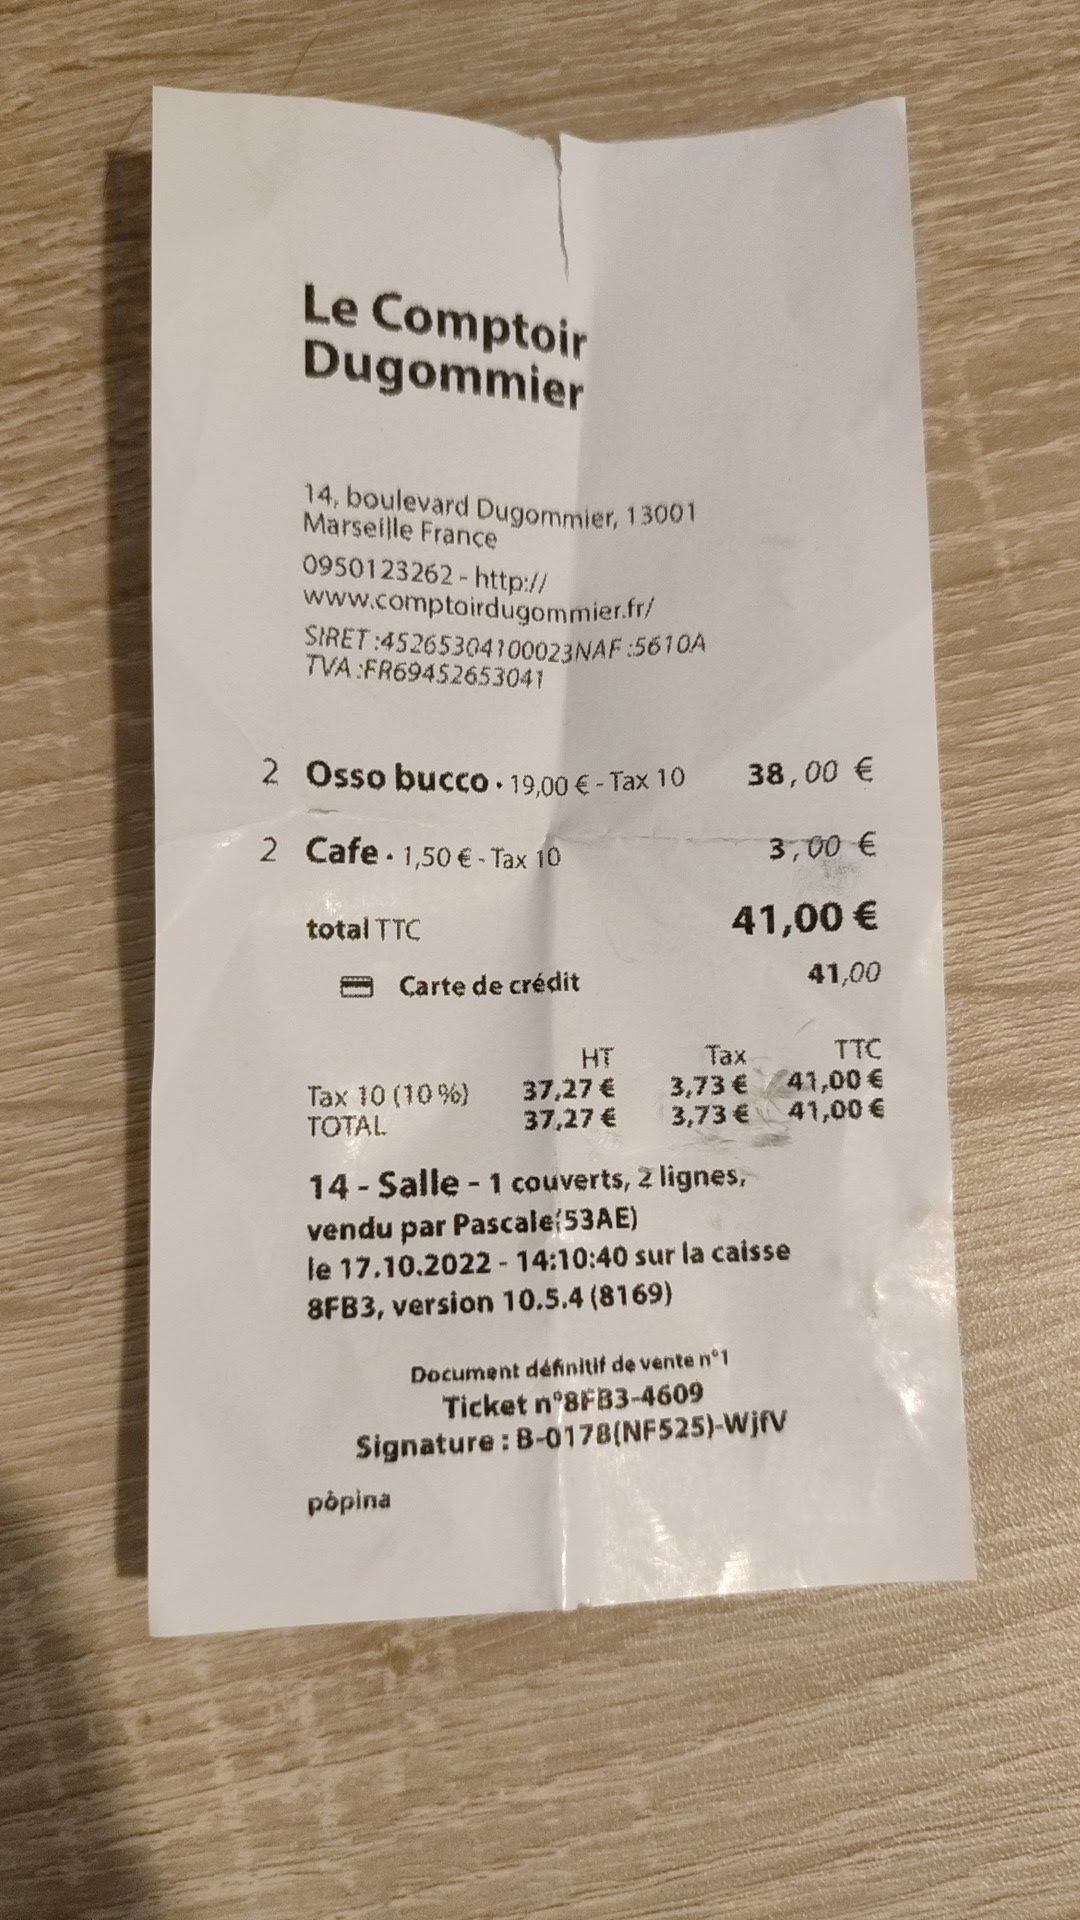 Le Comptoir
Dugommier
14, boulevard Dugommier, 13001
Marseille France
0950123262 - http://
www.comptoirdugommier.fr/
SIRET :45265304100023NAF :5610A
TVA :FR69452653041
2 Osso bucco · 19,00 € - Tax 10 38,00 €
2 Cafe · 1,50 € - Tax 10 3,00 €
total TTC 41,00 €
Carte de crédit 41,00
HT Tax TTC
Tax 10 (10 %) 37,27 € 3,73 € 41,00 €
TOTAL 37,27 € 3,73 € 41,00 €
14 - Salle - 1 couverts, 2 lignes,
vendu par Pascale(53AE)
le 17.10.2022 - 14:10:40 sur la caisse
8FB3, version 10.5.4 (8169)
Document définitif de vente n°1
Ticket n°8FB3-4609
Signature : B-0178(NF525)-WjfV
pòpina